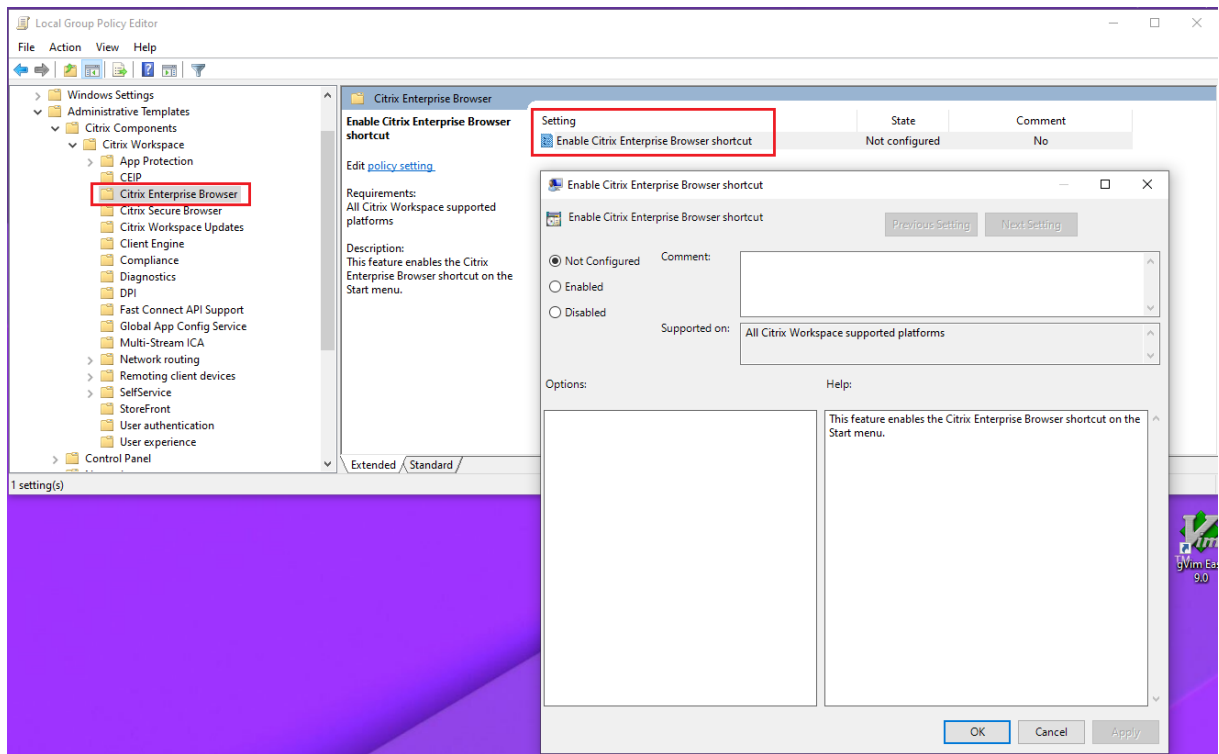 Local Group Policy Editor
File Action View Help
Windows Settings
Administrative Templates
Citrix Components
Citrix Workspace
App Protection
CEIP
Citrix Enterprise Browser
Citrix Secure Browser
Citrix Workspace Updates
Client Engine
Compliance
Diagnostics
DPI
Fast Connect API Support
Global App Config Service
Multi-Stream ICA
Network routing
Remoting client devices
SelfService
StoreFront
User authentication
User experience
Control Panel
1 setting(s)
Citrix Enterprise Browser
Enable Citrix Enterprise Browser
shortcut
Edit policy setting
Requirements:
All Citrix Workspace supported
platforms
Description:
This feature enables the Citrix
Enterprise Browser shortcut on the
Start menu.
Setting State Comment
Enable Citrix Enterprise Browser shortcut Not configured No
Extended Standard
Enable Citrix Enterprise Browser shortcut
Enable Citrix Enterprise Browser shortcut
Previous Setting Next Setting
Not Configured Comment:
Enabled
Disabled
Supported on: All Citrix Workspace supported platforms
Options: Help:
This feature enables the Citrix Enterprise Browser shortcut on the
Start menu.
OK Cancel Apply
Vim
gVim Eas
9.0